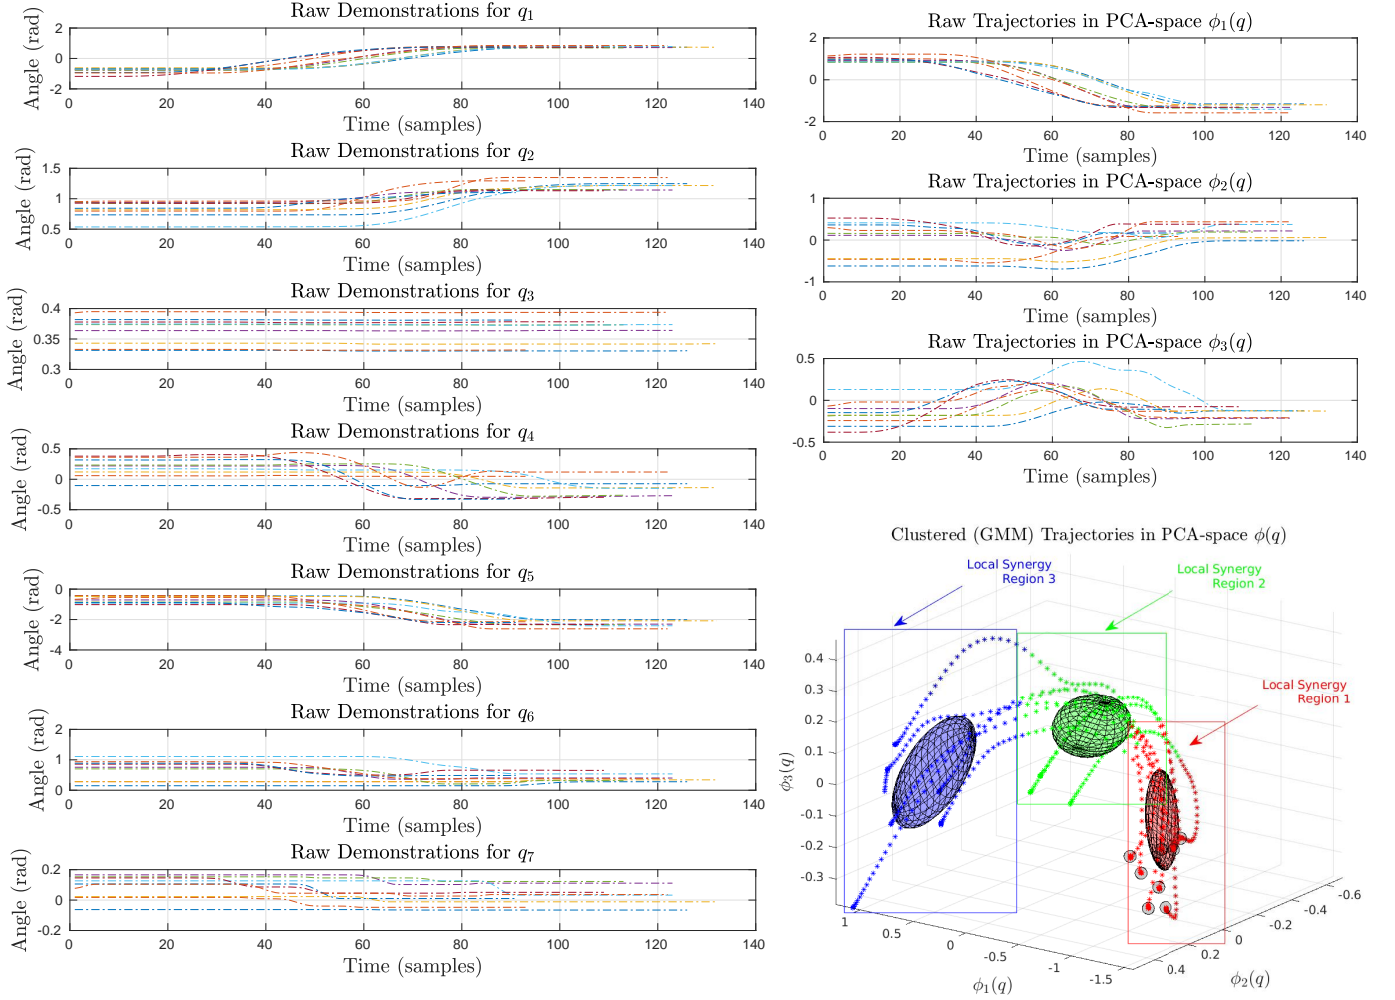 Raw Demonstrations for q1
Angle (rad)
2
0
-2
0 20 40 60 80 100 120 140
Time (samples)
Raw Demonstrations for q2
Angle (rad)
1.5
1
0.5
0 20 40 60 80 100 120 140
Time (samples)
Raw Demonstrations for q3
Angle (rad)
0.4
0.35
0.3
0 20 40 60 80 100 120 140
Time (samples)
Raw Demonstrations for q4
Angle (rad)
0.5
0
-0.5
0 20 40 60 80 100 120 140
Time (samples)
Raw Demonstrations for q5
Angle (rad)
0
-2
-4
0 20 40 60 80 100 120 140
Time (samples)
Raw Demonstrations for q6
Angle (rad)
2
1
0
0 20 40 60 80 100 120 140
Time (samples)
Raw Demonstrations for q7
Angle (rad)
0.2
0
-0.2
0 20 40 60 80 100 120 140
Time (samples)
Raw Trajectories in PCA-space ϕ1(q)
2
0
-2
0 20 40 60 80 100 120 140
Time (samples)
Raw Trajectories in PCA-space ϕ2(q)
1
0
-1
0 20 40 60 80 100 120 140
Time (samples)
Raw Trajectories in PCA-space ϕ3(q)
0.5
0
-0.5
0 20 40 60 80 100 120 140
Time (samples)
Clustered (GMM) Trajectories in PCA-space ϕ(q)
Local Synergy
Region 3
Local Synergy
Region 2
Local Synergy
Region 1
ϕ3(q)
0.4
0.3
0.2
0.1
0
-0.1
-0.2
-0.3
1 0.5 0 -0.5 -1 -1.5
ϕ1(q)
0.4 0.2 0 -0.2 -0.4 -0.6
ϕ2(q)